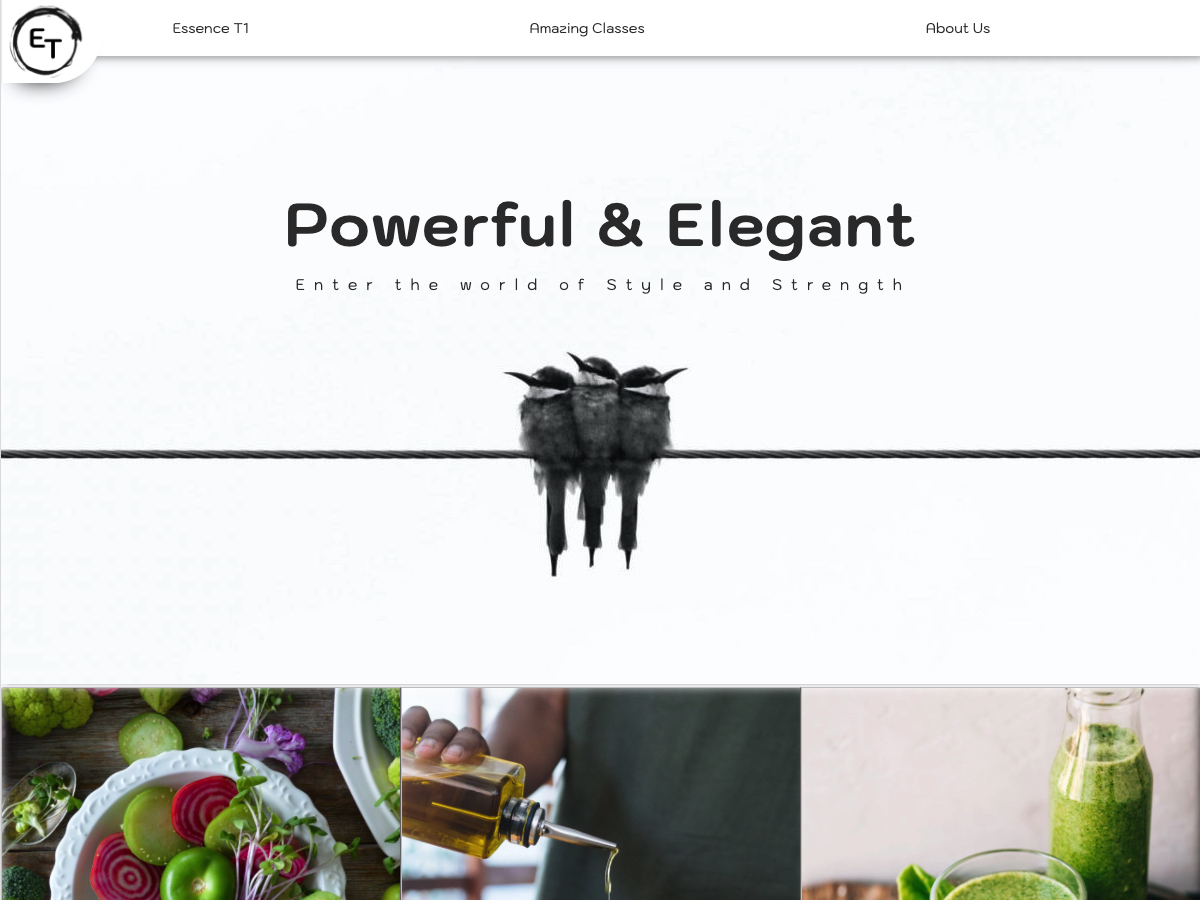 ET
Essence T1
Amazing Classes
About Us
Powerful & Elegant
Enter the world of Style and Strength